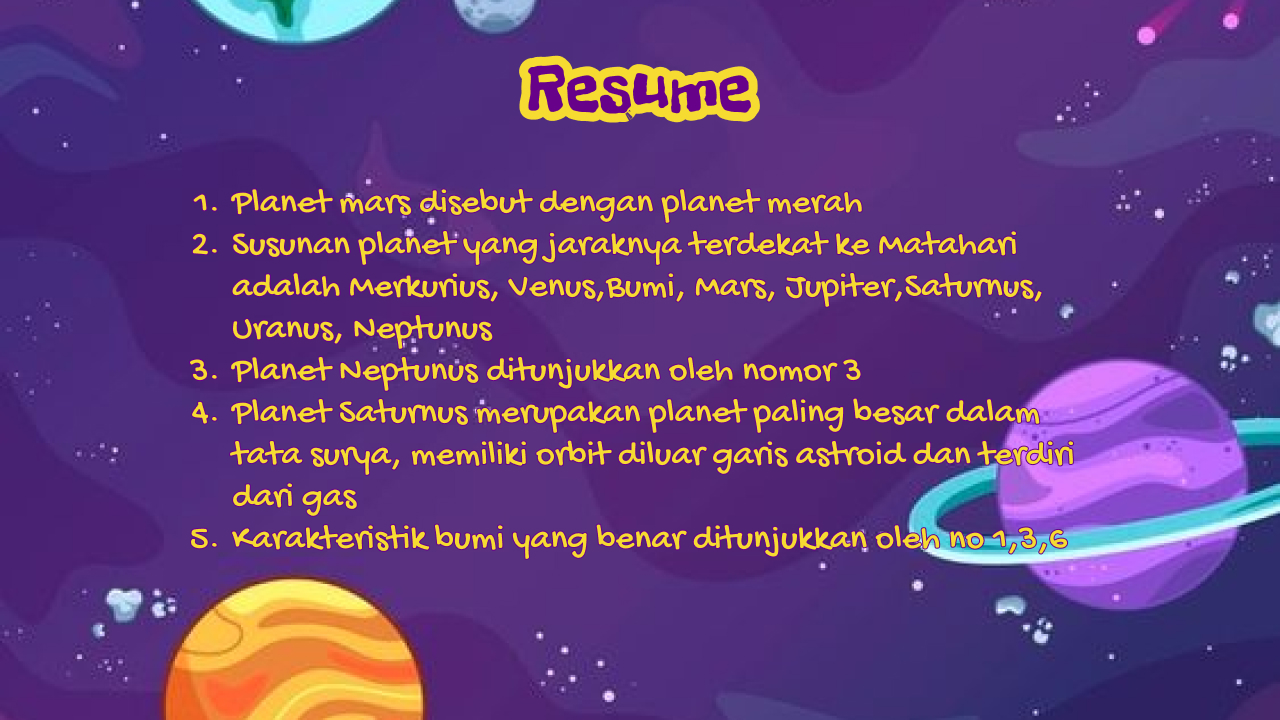 Resume
1. Planet mars disebut dengan planet merah
2. Susunan planet yang jaraknya terdekat ke Matahari
adalah Merkurius, Venus,Bumi, Mars, Jupiter,Saturnus,
Uranus, Neptunus
3. Planet Neptunus ditunjukkan oleh nomor 3
4. Planet Saturnus merupakan planet paling besar dalam
tata surya, memiliki orbit diluar garis astroid dan terdiri
dari gas
5. Karakteristik bumi yang benar ditunjukkan oleh no 1,3,6